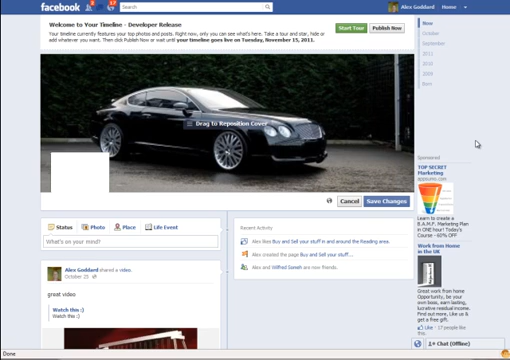 facebook
5
17
Search
Alex Goddard Home
Welcome to Your Timeline - Developer Release
Your timeline currently features your top photos and posts. Right now, only you can see what's here. Take a tour and star, hide or
add whatever you want. Then click Publish Now or wait until your timeline goes live on Tuesday, November 15, 2011.
Start Tour
Publish Now
Now
October
September
2011
2010
2009
Born
Drag to Reposition Cover
Cancel
Save Changes
Sponsored
TOP SECRET
Marketing
appsumo.com
Learn to create a
B.A.M.F. Marketing Plan
in ONE hour! Today's
Course - 60% OFF
Work from Home
in the UK
Great work from home
Opportunity, be your
own boss, earn extra,
lucrative residual income.
Find out more, Like us &
get a free gift.
Like · 17 people like
this.
Status
Photo
Place
Life Event
What's on your mind?
Alex Goddard shared a video.
October 25
great video
Watch this :)
Watch this :)
Recent Activity
Alex likes Buy and Sell your stuff in and around the heading area.
Alex created the page Buy and Sell your stuff...
are now friends.
Chat (Offline)
Done